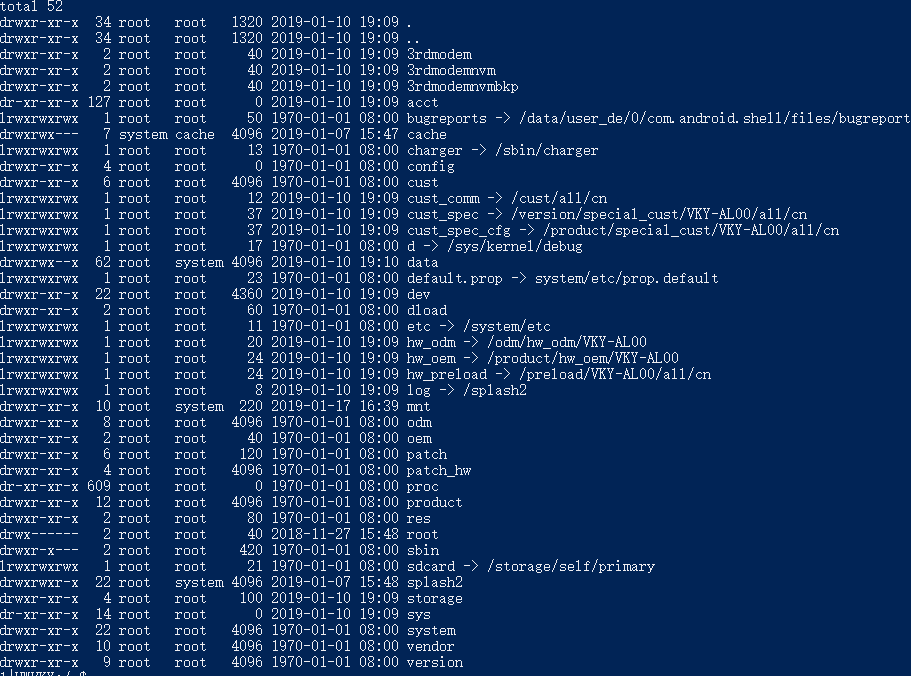 total 52
drwxr-xr-x  34 root   root   1320 2019-01-10 19:09 .
drwxr-xr-x  34 root   root   1320 2019-01-10 19:09 ..
drwxr-xr-x   2 root   root     40 2019-01-10 19:09 3rdmodem
drwxr-xr-x   2 root   root     40 2019-01-10 19:09 3rdmodemnvm
drwxr-xr-x   2 root   root     40 2019-01-10 19:09 3rdmodemnvmbkp
dr-xr-xr-x 127 root   root      0 2019-01-10 19:09 acct
lrwxrwxrwx   1 root   root     50 1970-01-01 08:00 bugreports -> /data/user_de/0/com.android.shell/files/bugreport
drwxrwx---   7 system cache  4096 2019-01-07 15:47 cache
lrwxrwxrwx   1 root   root     13 1970-01-01 08:00 charger -> /sbin/charger
drwxr-xr-x   4 root   root      0 1970-01-01 08:00 config
drwxr-xr-x   6 root   root   4096 1970-01-01 08:00 cust
lrwxrwxrwx   1 root   root     12 2019-01-10 19:09 cust_comm -> /cust/all/cn
lrwxrwxrwx   1 root   root     37 2019-01-10 19:09 cust_spec -> /version/special_cust/VKY-AL00/all/cn
lrwxrwxrwx   1 root   root     37 2019-01-10 19:09 cust_spec_cfg -> /product/special_cust/VKY-AL00/all/cn
lrwxrwxrwx   1 root   root     17 1970-01-01 08:00 d -> /sys/kernel/debug
drwxrwx--x  62 root   system 4096 2019-01-10 19:10 data
lrwxrwxrwx   1 root   root     23 1970-01-01 08:00 default.prop -> system/etc/prop.default
drwxr-xr-x  22 root   root   4360 2019-01-10 19:09 dev
drwxr-xr-x   2 root   root     60 1970-01-01 08:00 dload
lrwxrwxrwx   1 root   root     11 1970-01-01 08:00 etc -> /system/etc
lrwxrwxrwx   1 root   root     20 2019-01-10 19:09 hw_odm -> /odm/hw_odm/VKY-AL00
lrwxrwxrwx   1 root   root     24 2019-01-10 19:09 hw_oem -> /product/hw_oem/VKY-AL00
lrwxrwxrwx   1 root   root     24 2019-01-10 19:09 hw_preload -> /preload/VKY-AL00/all/cn
lrwxrwxrwx   1 root   root      8 2019-01-10 19:09 log -> /splash2
drwxrwxr-x  10 root   system  220 2019-01-17 16:39 mnt
drwxr-xr-x   8 root   root   4096 1970-01-01 08:00 odm
drwxr-xr-x   2 root   root     40 1970-01-01 08:00 oem
drwxr-xr-x   6 root   root    120 1970-01-01 08:00 patch
drwxr-xr-x   4 root   root   4096 1970-01-01 08:00 patch_hw
dr-xr-xr-x 609 root   root      0 1970-01-01 08:00 proc
drwxr-xr-x  12 root   root   4096 1970-01-01 08:00 product
drwxr-xr-x   2 root   root     80 1970-01-01 08:00 res
drwx------   2 root   root     40 2018-11-27 15:48 root
drwxr-x---   2 root   root    420 1970-01-01 08:00 sbin
lrwxrwxrwx   1 root   root     21 1970-01-01 08:00 sdcard -> /storage/self/primary
drwxrwxr-x  22 root   system 4096 2019-01-07 15:48 splash2
drwxr-xr-x   4 root   root    100 2019-01-10 19:09 storage
dr-xr-xr-x  14 root   root      0 2019-01-10 19:09 sys
drwxr-xr-x  22 root   root   4096 1970-01-01 08:00 system
drwxr-xr-x  10 root   root   4096 1970-01-01 08:00 vendor
drwxr-xr-x   9 root   root   4096 1970-01-01 08:00 version